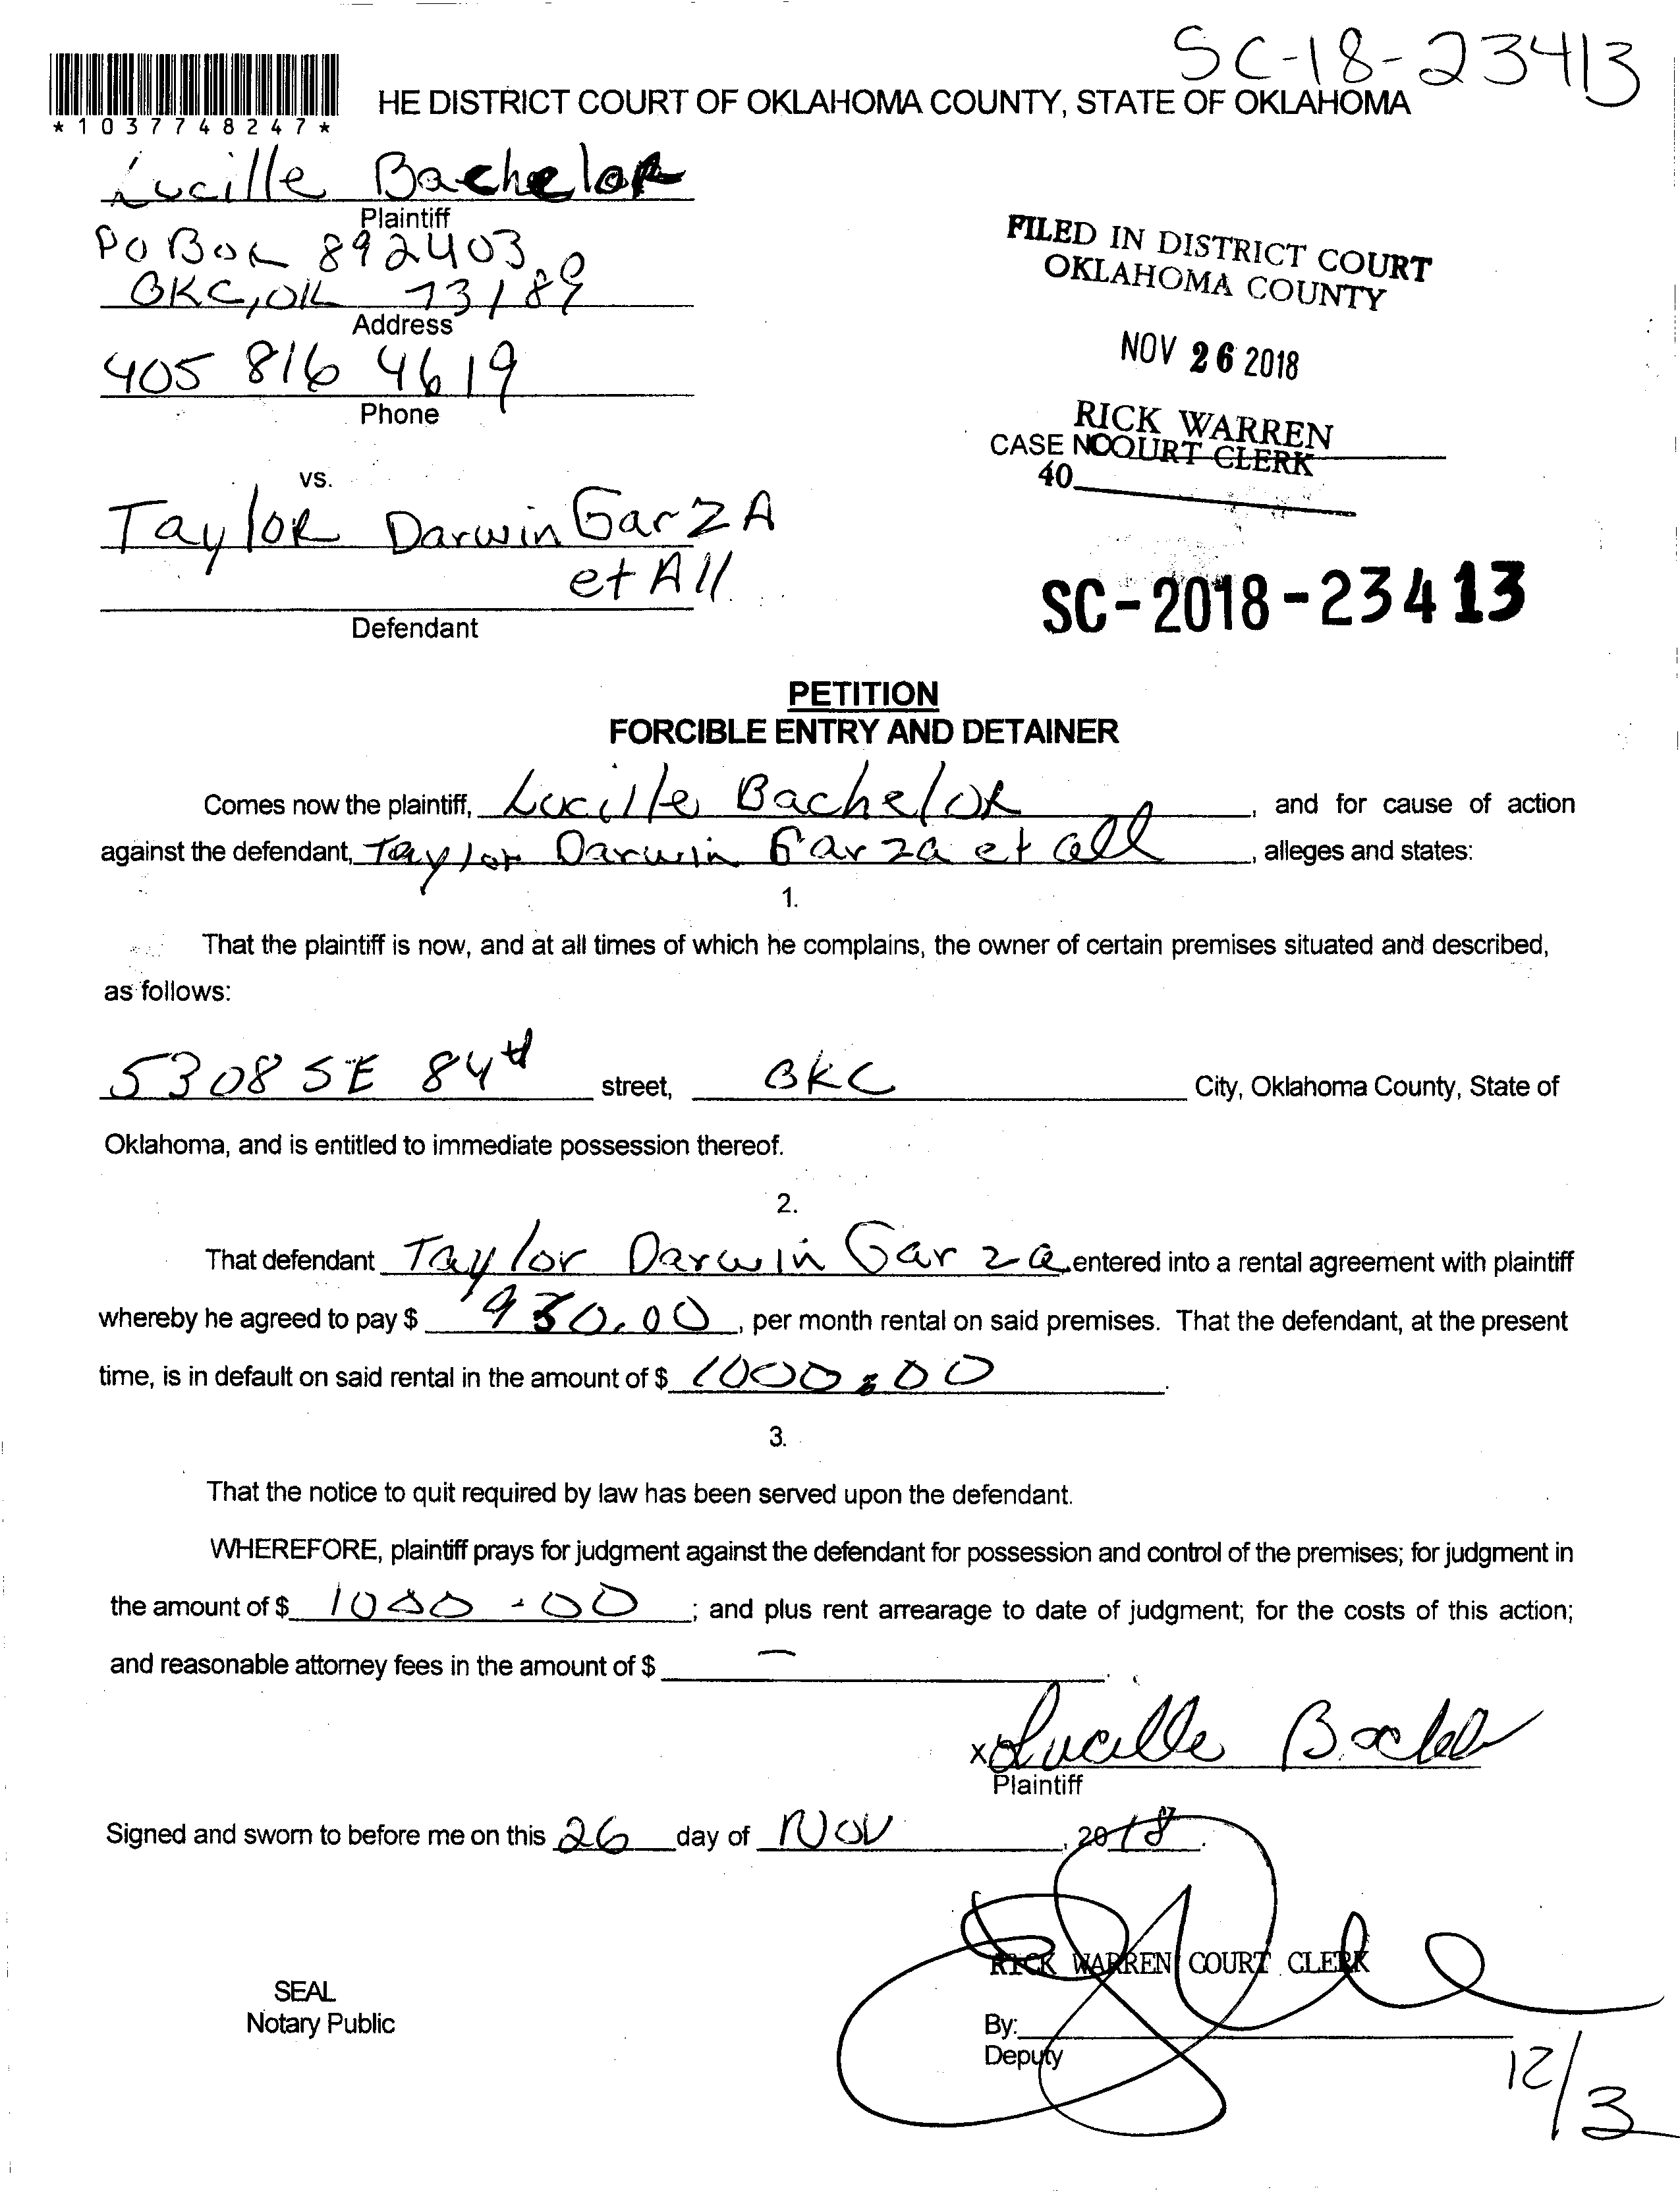 SC-18-23413
*1037748247*
HE DISTRICT COURT OF OKLAHOMA COUNTY, STATE OF OKLAHOMA
Lucille Bachelor
Plaintiff
PO Box 892403
OKC, OK 73189
Address
405 816 4619
Phone
FILED IN DISTRICT COURT
OKLAHOMA COUNTY
NOV 26 2018
RICK WARREN
COURT CLERK
CASE NO
40
vs.
Taylor Darwin GarzA
et All
Defendant
SC-2018-23413
PETITION
FORCIBLE ENTRY AND DETAINER
Comes now the plaintiff, Lucille Bachelor, and for cause of action
against the defendant, Taylor Darwin Garza et all, alleges and states:
1.
That the plaintiff is now, and at all times of which he complains, the owner of certain premises situated and described,
as follows:
5308 SE 84th street, OKC City, Oklahoma County, State of
Oklahoma, and is entitled to immediate possession thereof.
2.
That defendant Taylor Darwin Garza, entered into a rental agreement with plaintiff
whereby he agreed to pay $ 930.00, per month rental on said premises. That the defendant, at the present
time, is in default on said rental in the amount of $ 1000.00.
3.
That the notice to quit required by law has been served upon the defendant.
WHEREFORE, plaintiff prays for judgment against the defendant for possession and control of the premises; for judgment in
the amount of $ 1000.00; and plus rent arrearage to date of judgment; for the costs of this action;
and reasonable attorney fees in the amount of $ —.
x Lucille
Plaintiff
Signed and sworn to before me on this 26 day of Nov, 2018.
RICK WARREN COURT CLERK
SEAL
Notary Public
By:
Deputy
12/3